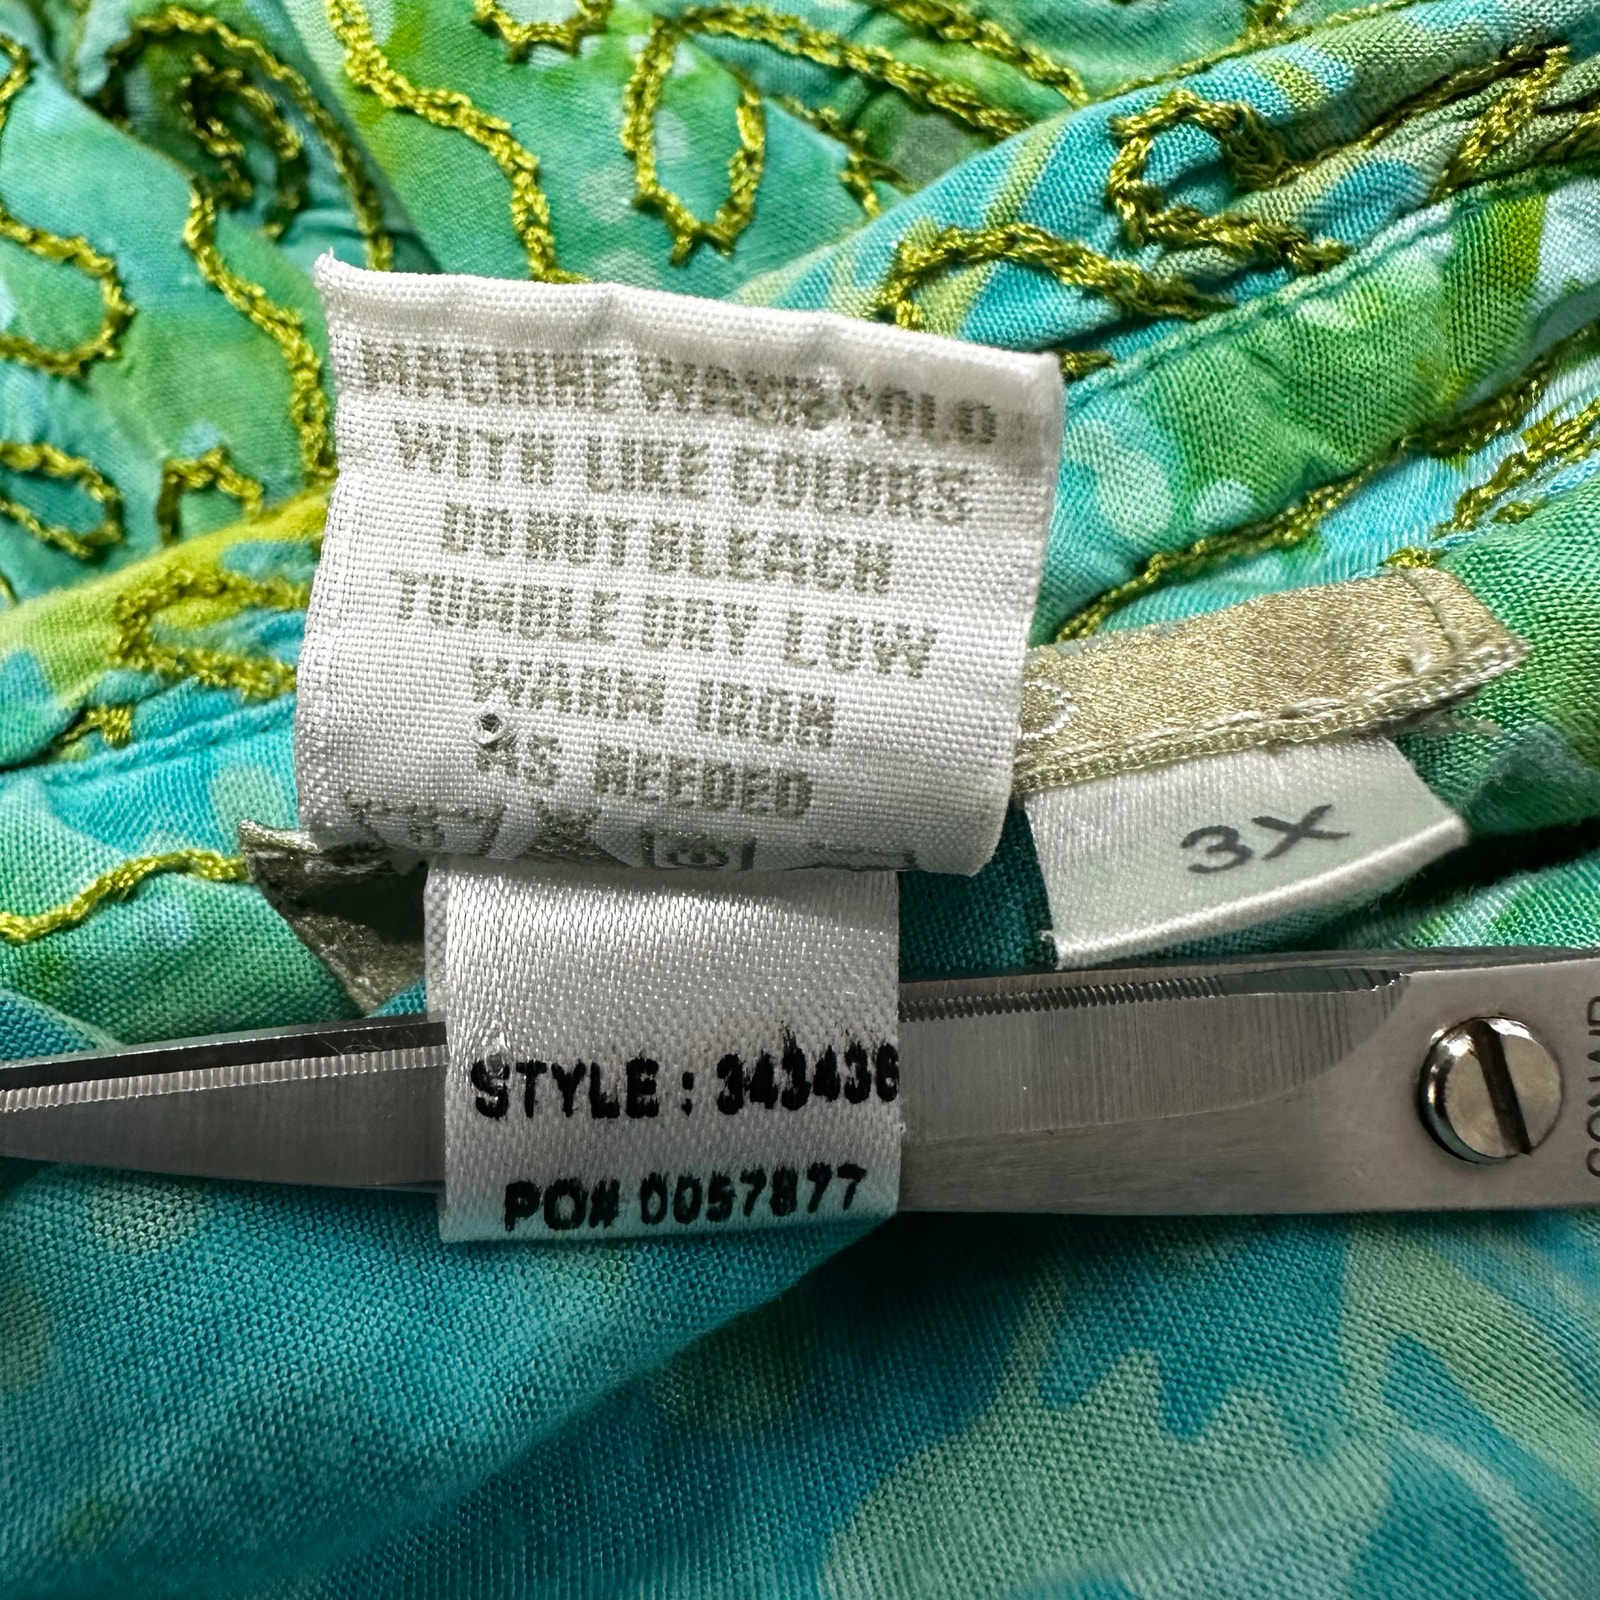 MACHINE WASH COLD
WITH LIKE COLORS
DO NOT BLEACH
TUMBLE DRY LOW
WARM IRON
AS NEEDED
3X
STYLE : 343436
PO# 0057877